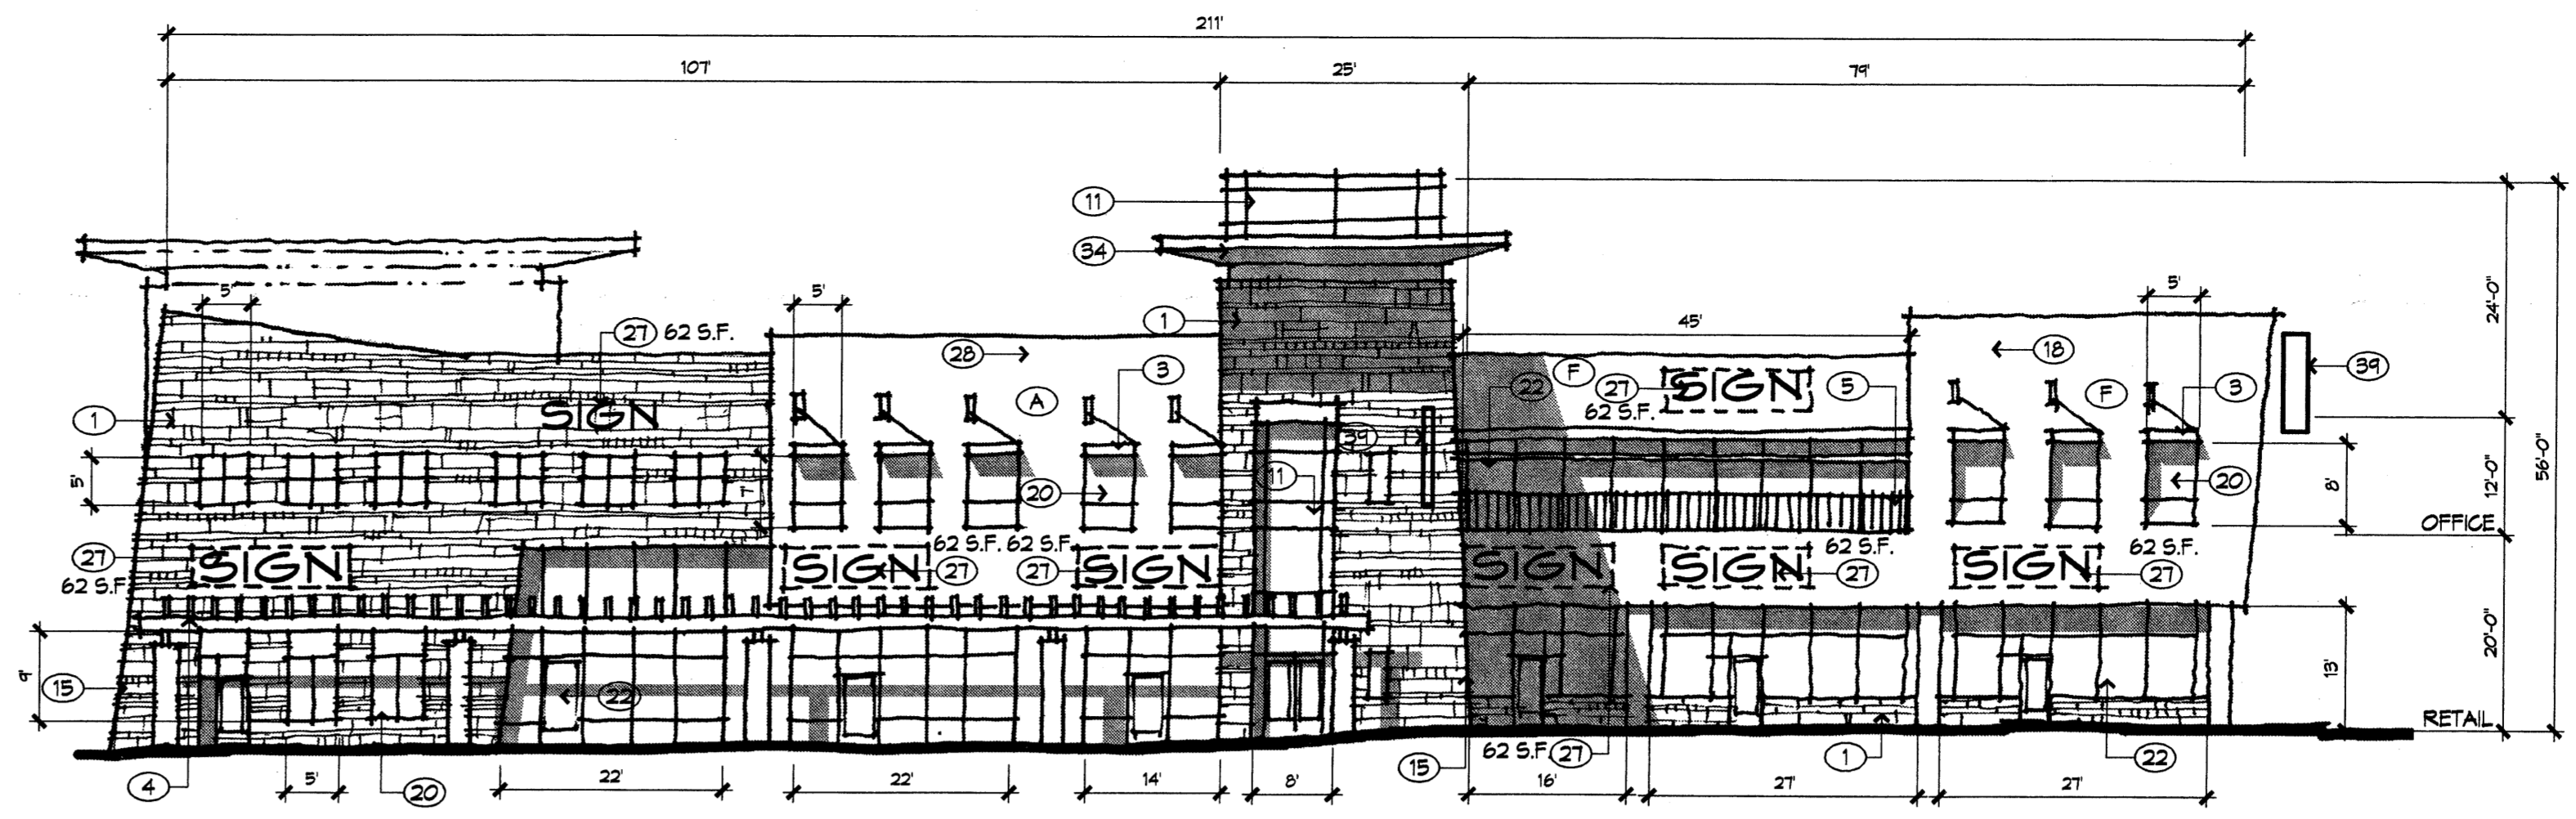 211'
107' 25' 79'
11
34
5' 5' 5'
1 45' 24'-0"
27 62 S.F.
28 18 39
3 F 27 SIGN 5 F 3
62 S.F.
22
A
1 SIGN
39
5' 7' 20 11 20 8' 12'-0" 56'-0"
OFFICE
27 SIGN 62 S.F. 62 S.F. 62 S.F. 62 S.F.
62 S.F. SIGN 27 27 SIGN SIGN SIGN 27 SIGN 27
9' 13' 20'-0"
15 22
RETAIL
62 S.F. 27 1 22
15
4 5' 20 22' 22' 14' 8' 16' 27' 27'